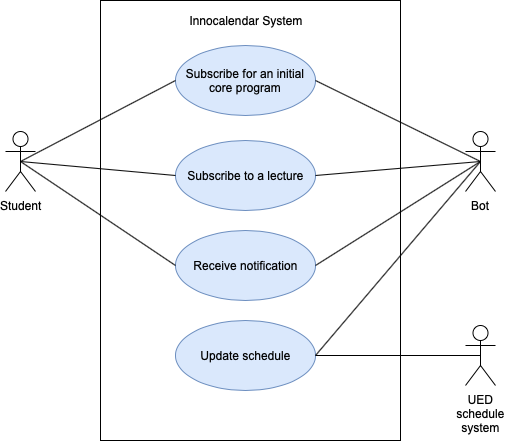 Innocalendar System
Subscribe for an initial
core program
Subscribe to a lecture
Student
Bot
Receive notification
Update schedule
UED
schedule
system